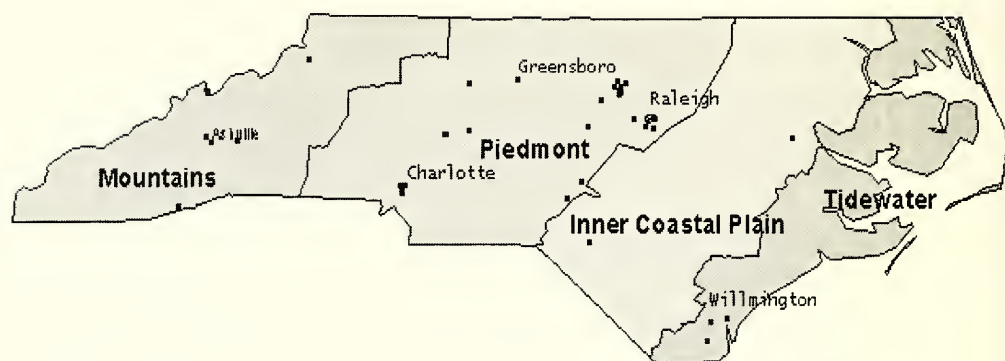 Greensboro
Raleigh
Piedmont
Mountains
Charlotte
Tidewater
Inner Coastal Plain
Willmington